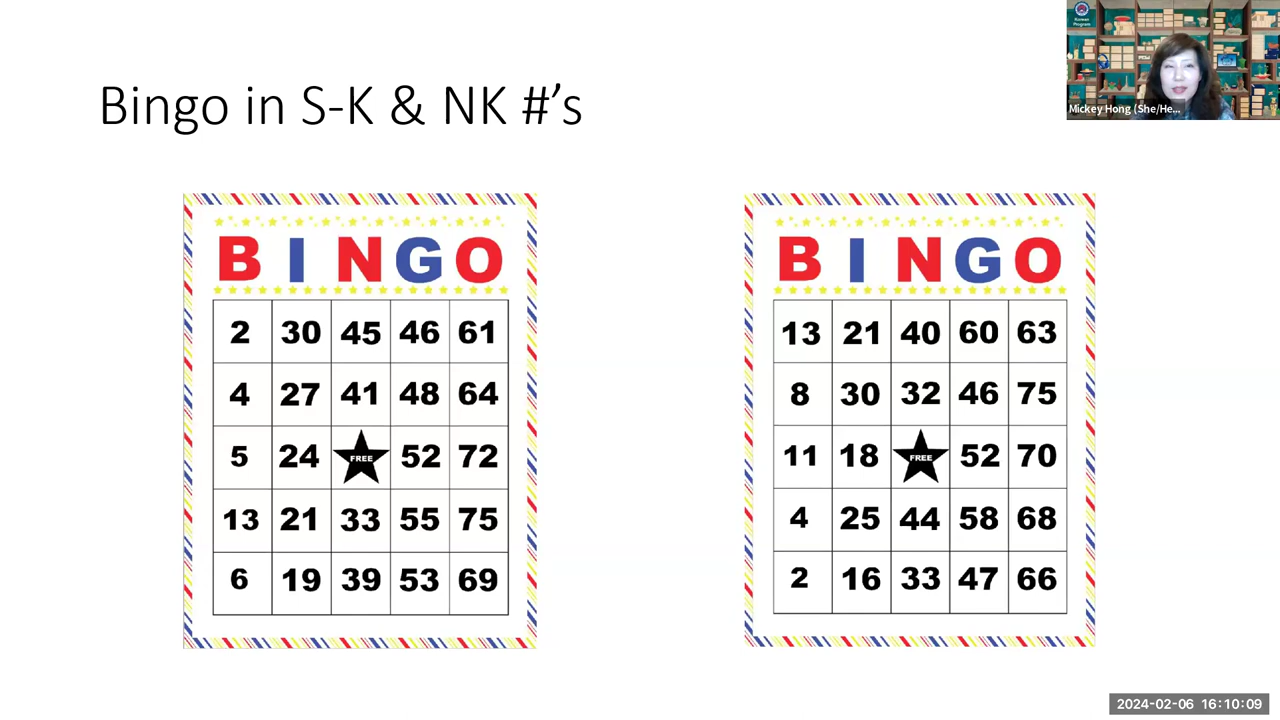 Korean
Program
Mickey Hong (She/He...
Bingo in S-K & NK #’s
BINGO
2 30 45 46 61
4 27 41 48 64
5 24 FREE 52 72
13 21 33 55 75
6 19 39 53 69
BINGO
13 21 40 60 63
8 30 32 46 75
11 18 FREE 52 70
4 25 44 58 68
2 16 33 47 66
2024-02-06 16:10:09